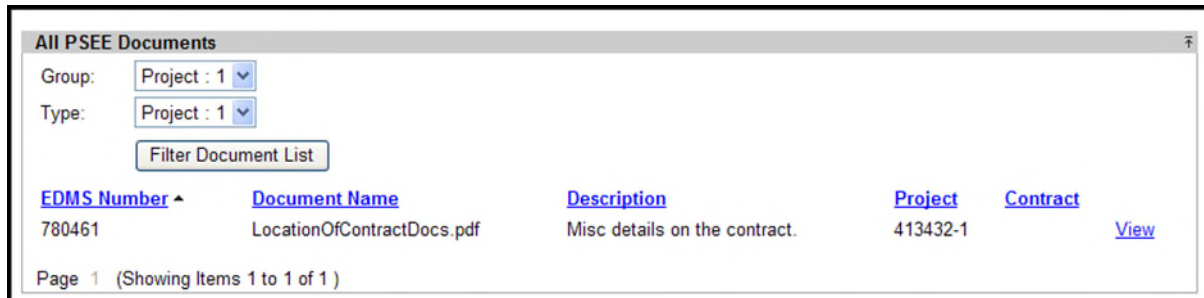 All PSEE Documents
Group: Project : 1
Type: Project : 1
Filter Document List
EDMS Number Document Name Description Project Contract
780461 LocationOfContractDocs.pdf Misc details on the contract. 413432-1 View
Page 1 (Showing Items 1 to 1 of 1 )